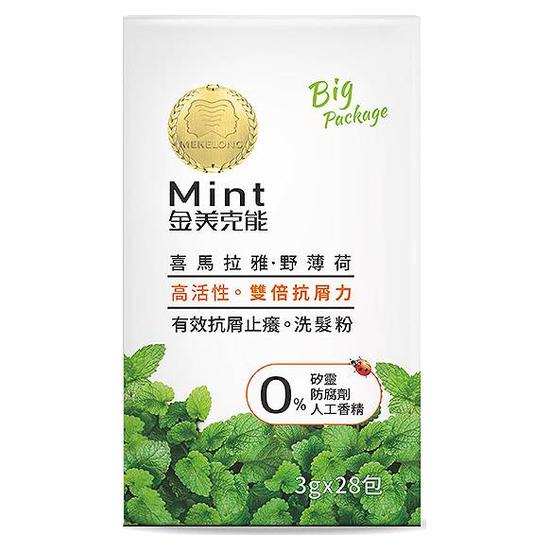 Big
Package
MEKELONG
Mint
金美克能
喜馬拉雅·野薄荷
高活性。雙倍抗屑力
有效抗屑止癢。洗髮粉
0%
矽靈
防腐劑
人工香精
3gx28包